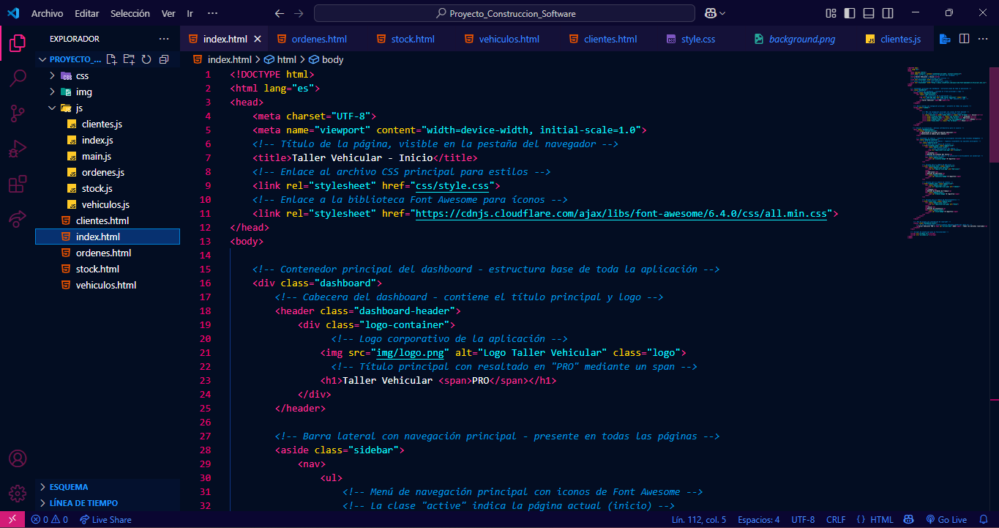 Archivo Editar Selección Ver Ir ···
Proyecto_Construccion_Software
EXPLORADOR ···
PROYECTO_...
css
img
js
clientes.js
index.js
main.js
ordenes.js
stock.js
vehiculos.js
clientes.html
index.html
ordenes.html
stock.html
vehiculos.html
ESQUEMA
LÍNEA DE TIEMPO
index.html ordenes.html stock.html vehiculos.html clientes.html style.css background.png clientes.js ···
index.html > html > body
1 <!DOCTYPE html>
2 <html lang="es">
3 <head>
4 <meta charset="UTF-8">
5 <meta name="viewport" content="width=device-width, initial-scale=1.0">
6 <!-- Título de la página, visible en la pestaña del navegador -->
7 <title>Taller Vehicular - Inicio</title>
8 <!-- Enlace al archivo CSS principal para estilos -->
9 <link rel="stylesheet" href="css/style.css">
10 <!-- Enlace a la biblioteca Font Awesome para íconos -->
11 <link rel="stylesheet" href="https://cdnjs.cloudflare.com/ajax/libs/font-awesome/6.4.0/css/all.min.css">
12 </head>
13 <body>
14
15 <!-- Contenedor principal del dashboard - estructura base de toda la aplicación -->
16 <div class="dashboard">
17 <!-- Cabecera del dashboard - contiene el título principal y logo -->
18 <header class="dashboard-header">
19 <div class="logo-container">
20 <!-- Logo corporativo de la aplicación -->
21 <img src="img/logo.png" alt="Logo Taller Vehicular" class="logo">
22 <!-- Título principal con resaltado en "PRO" mediante un span -->
23 <h1>Taller Vehicular <span>PRO</span></h1>
24 </div>
25 </header>
26
27 <!-- Barra lateral con navegación principal - presente en todas las páginas -->
28 <aside class="sidebar">
29 <nav>
30 <ul>
31 <!-- Menú de navegación principal con iconos de Font Awesome -->
32 <!-- La clase "active" indica la página actual (inicio) -->
0 0 Live Share Lín. 112, col. 5 Espacios: 4 UTF-8 CRLF {} HTML Go Live